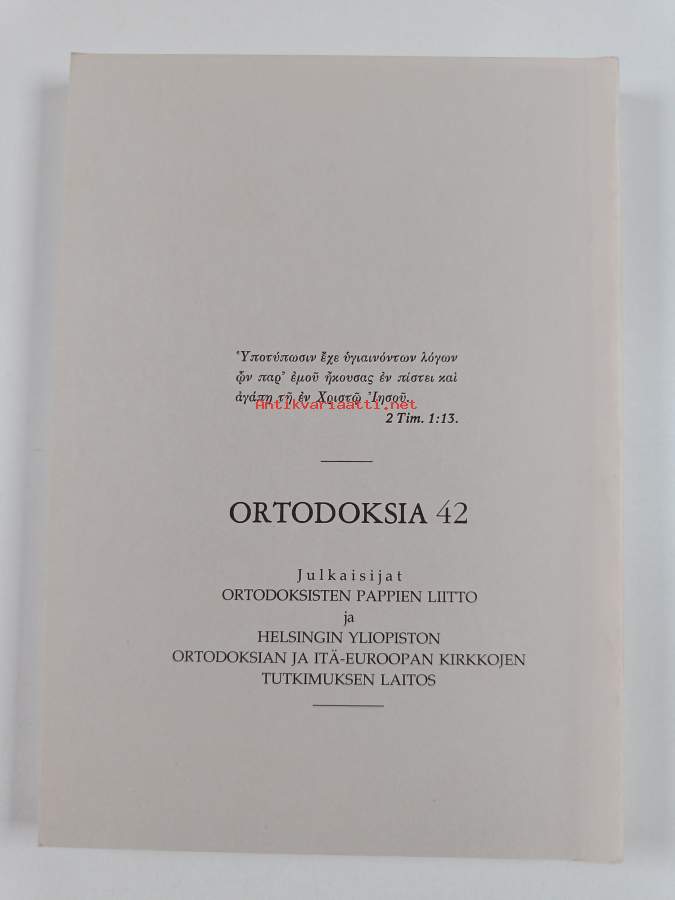 Ὑποτύπωσιν ἔχε ὑγιαινόντων λόγων
ὧν παρ' ἐμοῦ ἤκουσας ἐν πίστει καὶ
ἀγάπῃ τῇ ἐν Χριστῷ Ἰησοῦ.
Antikvariaatti.net
2 Tim. 1:13.
ORTODOKSIA 42
Julkaisijat
ORTODOKSISTEN PAPPIEN LIITTO
ja
HELSINGIN YLIOPISTON
ORTODOKSIAN JA ITÄ-EUROOPAN KIRKKOJEN
TUTKIMUKSEN LAITOS